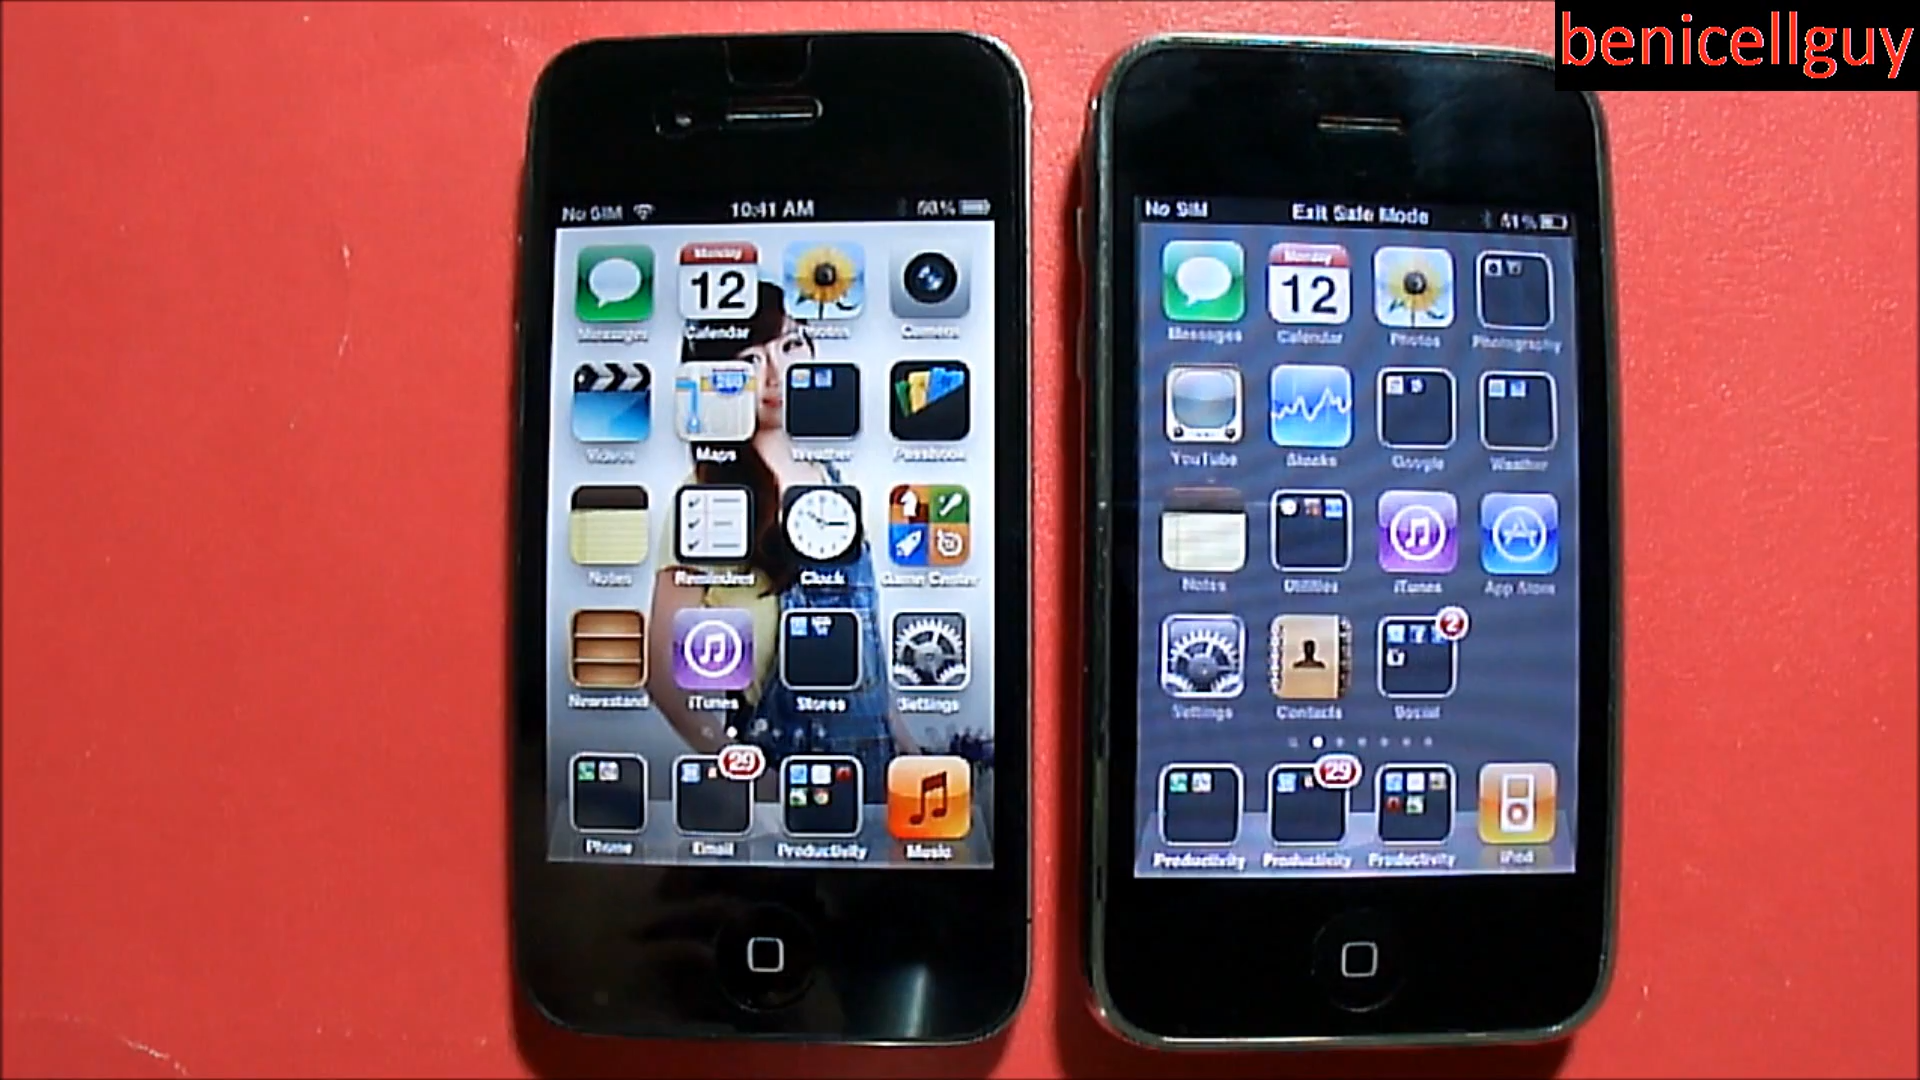 benicellguy
No SIM 10:41 AM
Monday
12
Messages Calendar Photos Camera
280
Videos Maps Weather Passbook
Notes Reminders Clock Game Center
Newsstand iTunes Stores Settings
29
Phone Email Productivity Music
No SIM Exit Safe Mode 41%
Monday
12
Messages Calendar Photos Photography
YouTube Stocks Google Weather
Notes Utilities iTunes App Store
2
Settings Contacts Social
29
Productivity Productivity Productivity iPod